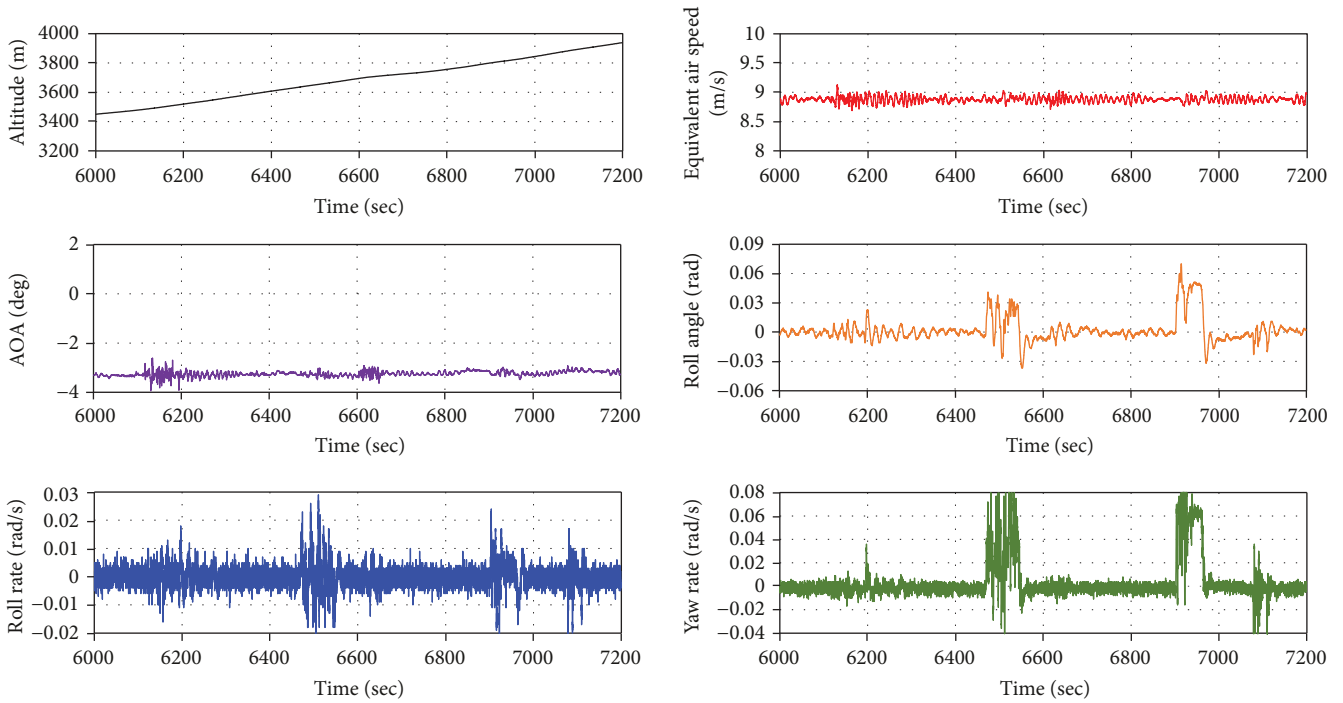 Altitude (m)
4000
3800
3600
3400
3200
6000 6200 6400 6600 6800 7000 7200
Time (sec)
Equivalent air speed
(m/s)
10
9.5
9
8.5
8
6000 6200 6400 6600 6800 7000 7200
Time (sec)
AOA (deg)
2
0
−2
−4
6000 6200 6400 6600 6800 7000 7200
Time (sec)
Roll angle (rad)
0.09
0.06
0.03
0
−0.03
−0.06
6000 6200 6400 6600 6800 7000 7200
Time (sec)
Roll rate (rad/s)
0.03
0.02
0.01
0
−0.01
−0.02
6000 6200 6400 6600 6800 7000 7200
Time (sec)
Yaw rate (rad/s)
0.08
0.06
0.04
0.02
0
−0.02
−0.04
6000 6200 6400 6600 6800 7000 7200
Time (sec)